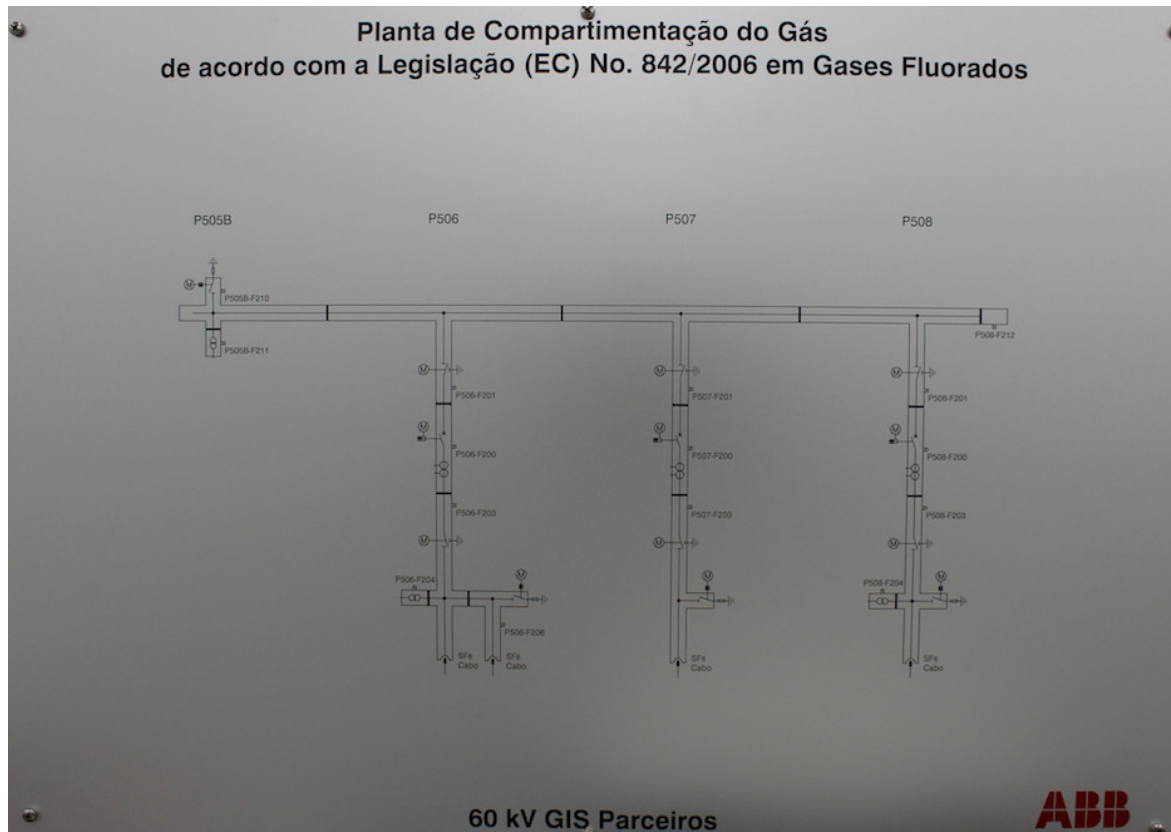 Planta de Compartimentação do Gás
de acordo com a Legislação (EC) No. 842/2006 em Gases Fluorados
P505B
P506
P507
P508
M
P505B-F210
P505B-F211
P508-F212
M
P506-F201
M
P507-F201
M
P508-F201
M
P506-F200
M
P507-F200
M
P508-F200
P506-F203
P507-F203
P508-F203
M
M
M
P506-F204
M
M
P508-F204
M
P506-F206
SF6
Cabo
SF6
Cabo
SF6
Cabo
SF6
Cabo
60 kV GIS Parceiros
ABB